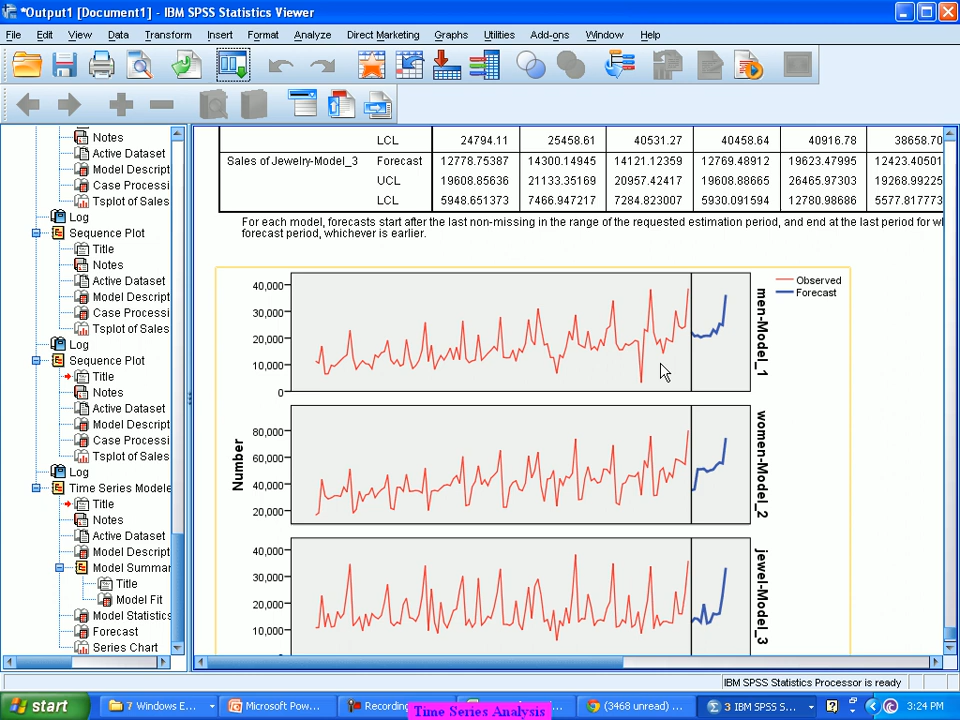 *Output1 [Document1] - IBM SPSS Statistics Viewer
File Edit View Data Transform Insert Format Analyze Direct Marketing Graphs Utilities Add-ons Window Help
Notes
Active Dataset
Model Descript
Case Processi
Tsplot of Sales
Log
Sequence Plot
Title
Notes
Active Dataset
Model Descript
Case Processi
Tsplot of Sales
Log
Sequence Plot
Title
Notes
Active Dataset
Model Descript
Case Processi
Tsplot of Sales
Log
Time Series Modele
Title
Notes
Active Dataset
Model Descript
Model Summar
Title
Model Fit
Model Statistics
Forecast
Series Chart
LCL 24794.11 25458.61 40531.27 40458.64 40916.78 38658.70
Sales of Jewelry-Model_3 Forecast 12778.75387 14300.14945 14121.12359 12769.48912 19623.47995 12423.40501
UCL 19608.85636 21133.35169 20957.42417 19608.88665 26465.97303 19268.99225
LCL 5948.651373 7466.947217 7284.823007 5930.091594 12780.98686 5577.817773
For each model, forecasts start after the last non-missing in the range of the requested estimation period, and end at the last period for w
forecast period, whichever is earlier.
Observed
Forecast
Number
40,000
30,000
20,000
10,000
0
men-Model_1
80,000
60,000
40,000
20,000
women-Model_2
40,000
30,000
20,000
10,000
jewel-Model_3
IBM SPSS Statistics Processor is ready
start 7 Windows E... Microsoft Pow... Recording (3468 unread) ... 3 IBM SPSS S... 3:24 PM
Time Series Analysis